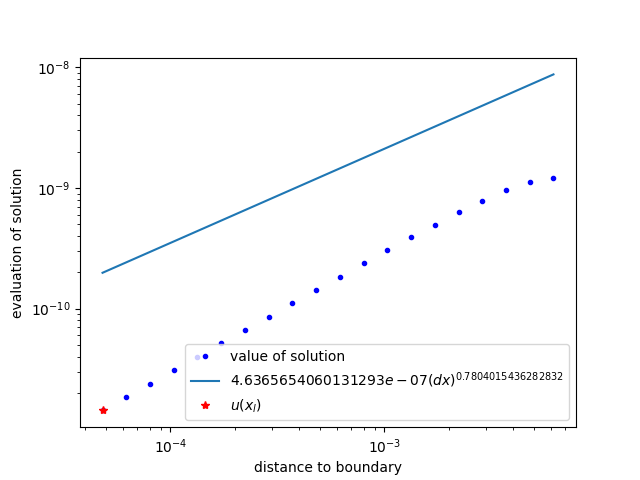 10⁻⁸
10⁻⁹
10⁻¹⁰
evaluation of solution
value of solution
4.6365654060131293e − 07(dx)^0.7804015436282832
u(x_l)
10⁻⁴
10⁻³
distance to boundary